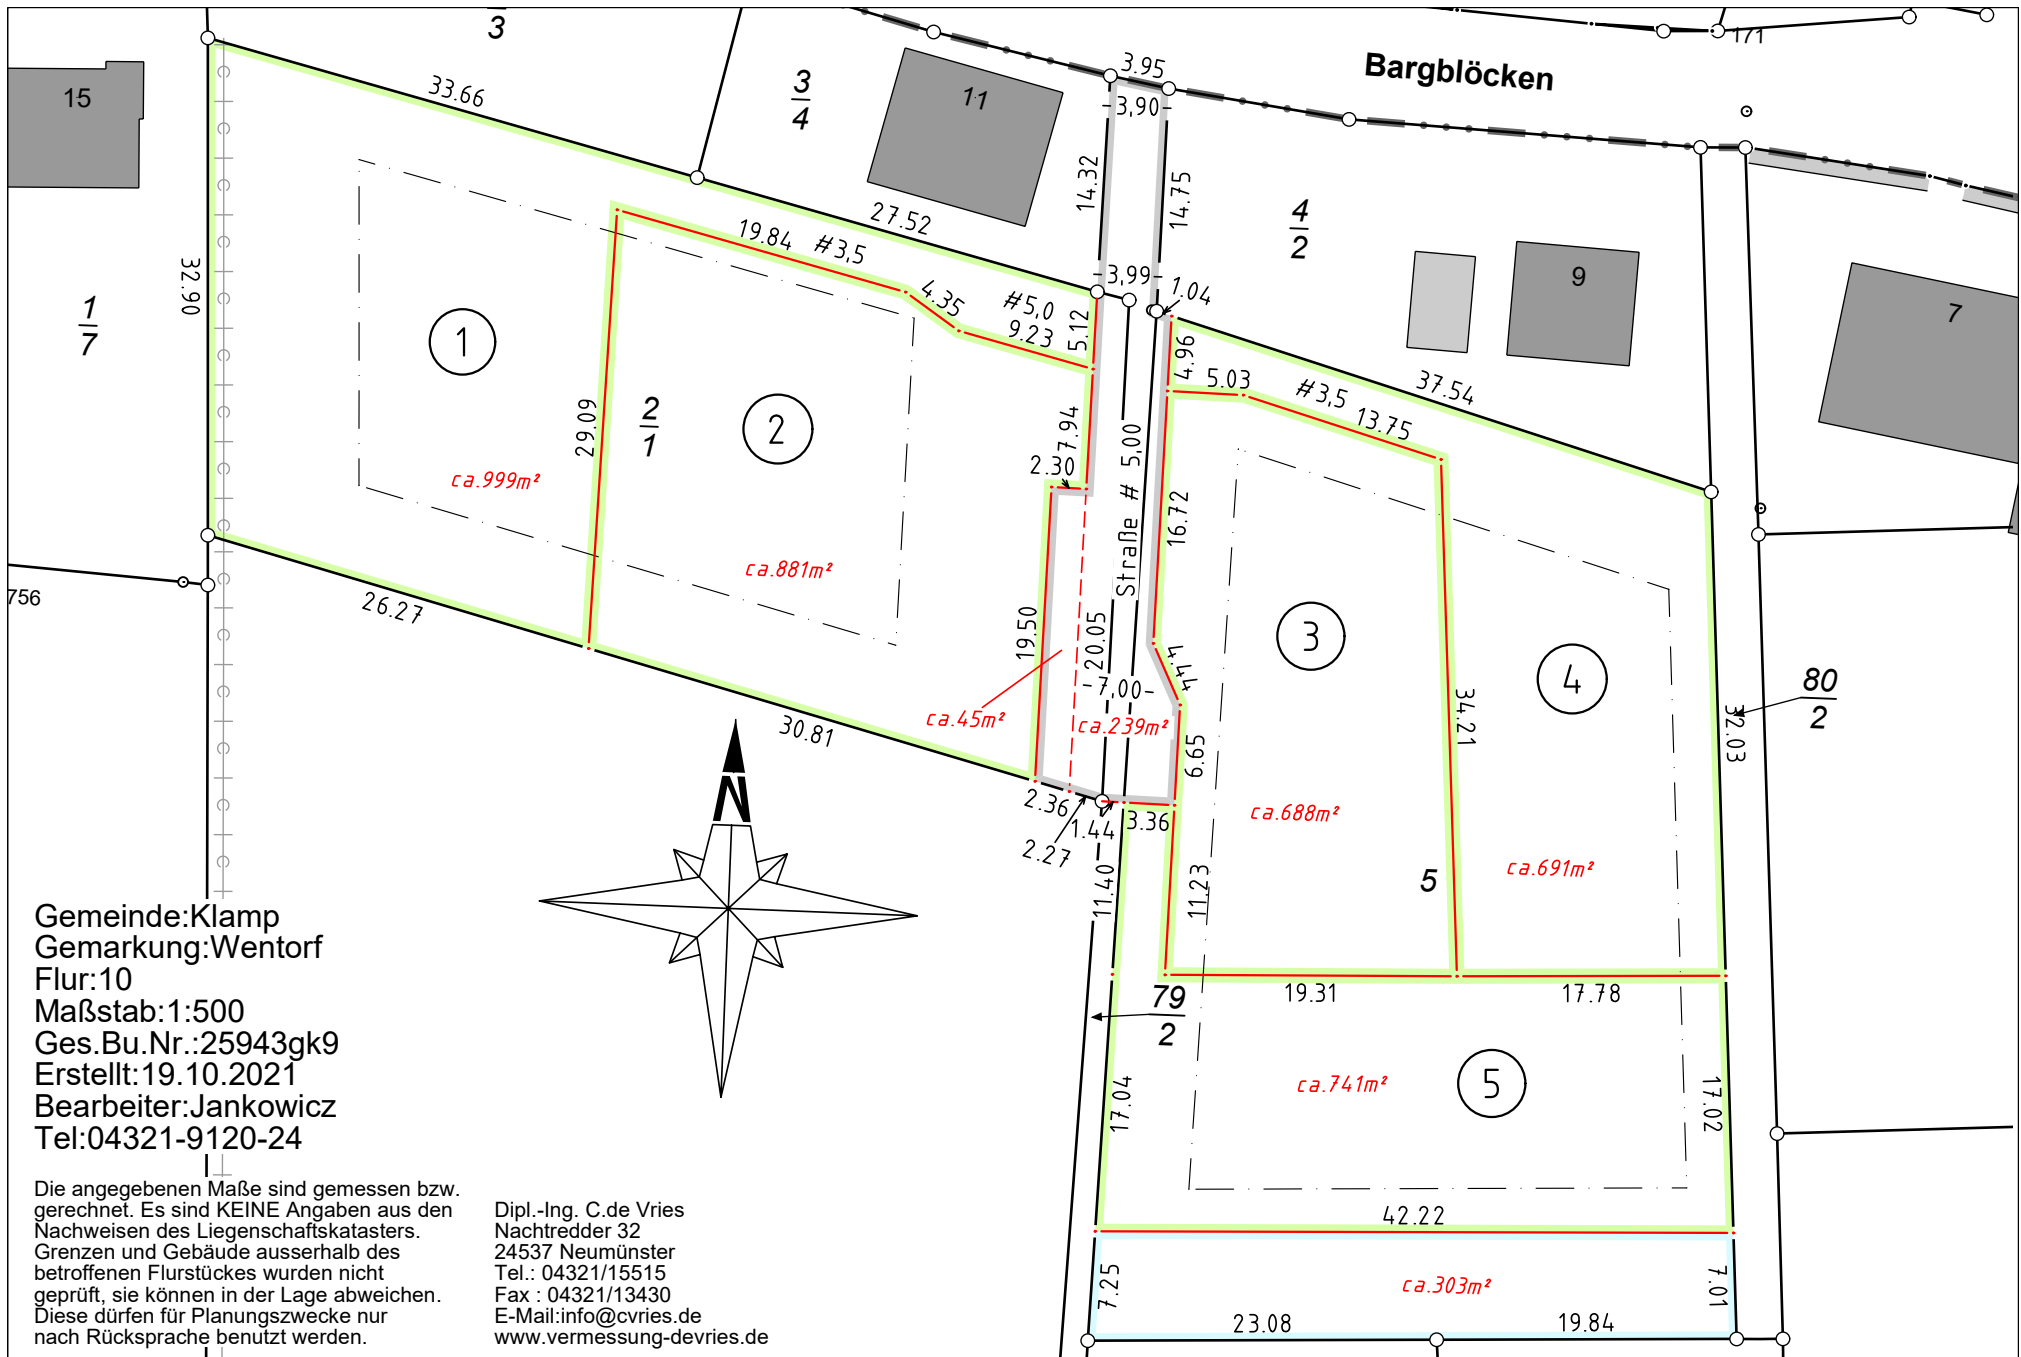 3
33.66
15
3
4
11
3.95
-3,90-
Bargblöcken
171
14.32
14.75
4
2
27.52
19.84 #3,5
4.35
#5,0
9.23
5.12
-3,99-
1.04
9
7
32.90
1
7
1
29.09
2
1
2
7.94
2.30
4.96
5.03
#3,5
13.75
37.54
Straße # 5,00
16.72
ca.999m²
ca.881m²
756
26.27
19.50
20.05
-7,00-
4.44
3
4
34.21
32.03
80
2
30.81
ca.45m²
ca.239m²
6.65
N
2.36
1.44
3.36
2.27
ca.688m²
ca.691m²
5
11.40
11.23
19.31
17.78
79
2
17.04
ca.741m²
5
17.02
42.22
7.25
ca.303m²
7.01
23.08
19.84
Gemeinde:Klamp
Gemarkung:Wentorf
Flur:10
Maßstab:1:500
Ges.Bu.Nr.:25943gk9
Erstellt:19.10.2021
Bearbeiter:Jankowicz
Tel:04321-9120-24
Die angegebenen Maße sind gemessen bzw.
gerechnet. Es sind KEINE Angaben aus den
Nachweisen des Liegenschaftskatasters.
Grenzen und Gebäude ausserhalb des
betroffenen Flurstückes wurden nicht
geprüft, sie können in der Lage abweichen.
Diese dürfen für Planungszwecke nur
nach Rücksprache benutzt werden.
Dipl.-Ing. C.de Vries
Nachtredder 32
24537 Neumünster
Tel.: 04321/15515
Fax : 04321/13430
E-Mail:info@cvries.de
www.vermessung-devries.de